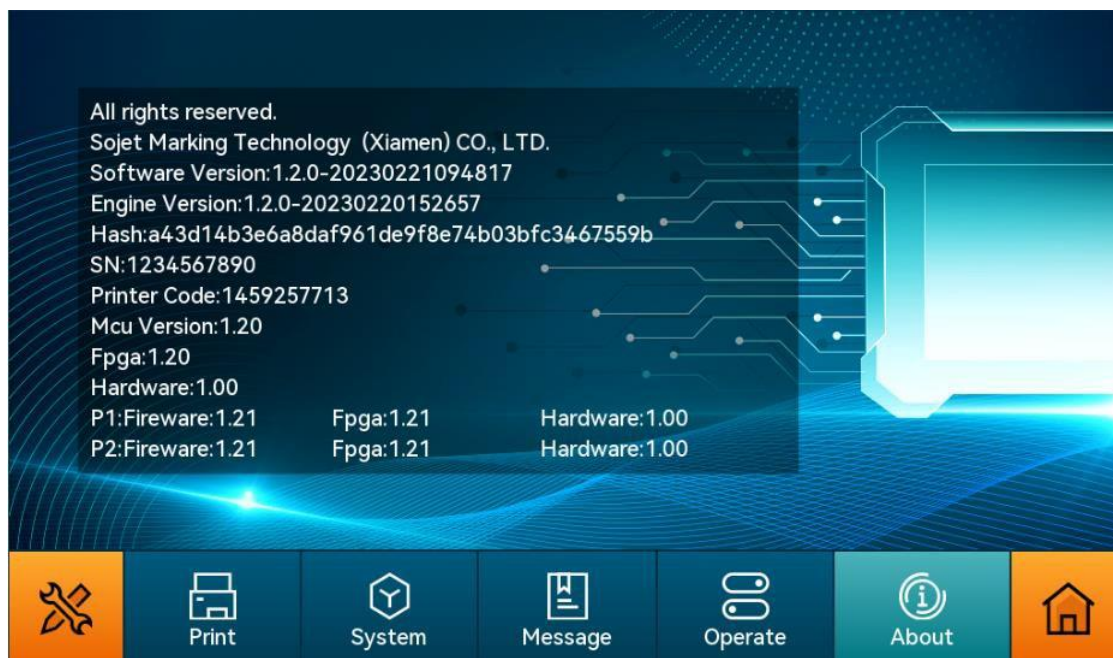 All rights reserved.
Sojet Marking Technology (Xiamen) CO., LTD.
Software Version:1.2.0-20230221094817
Engine Version:1.2.0-20230220152657
Hash:a43d14b3e6a8daf961de9f8e74b03bfc3467559b
SN:1234567890
Printer Code:1459257713
Mcu Version:1.20
Fpga:1.20
Hardware:1.00
P1:Fireware:1.21 Fpga:1.21 Hardware:1.00
P2:Fireware:1.21 Fpga:1.21 Hardware:1.00
Print System Message Operate About